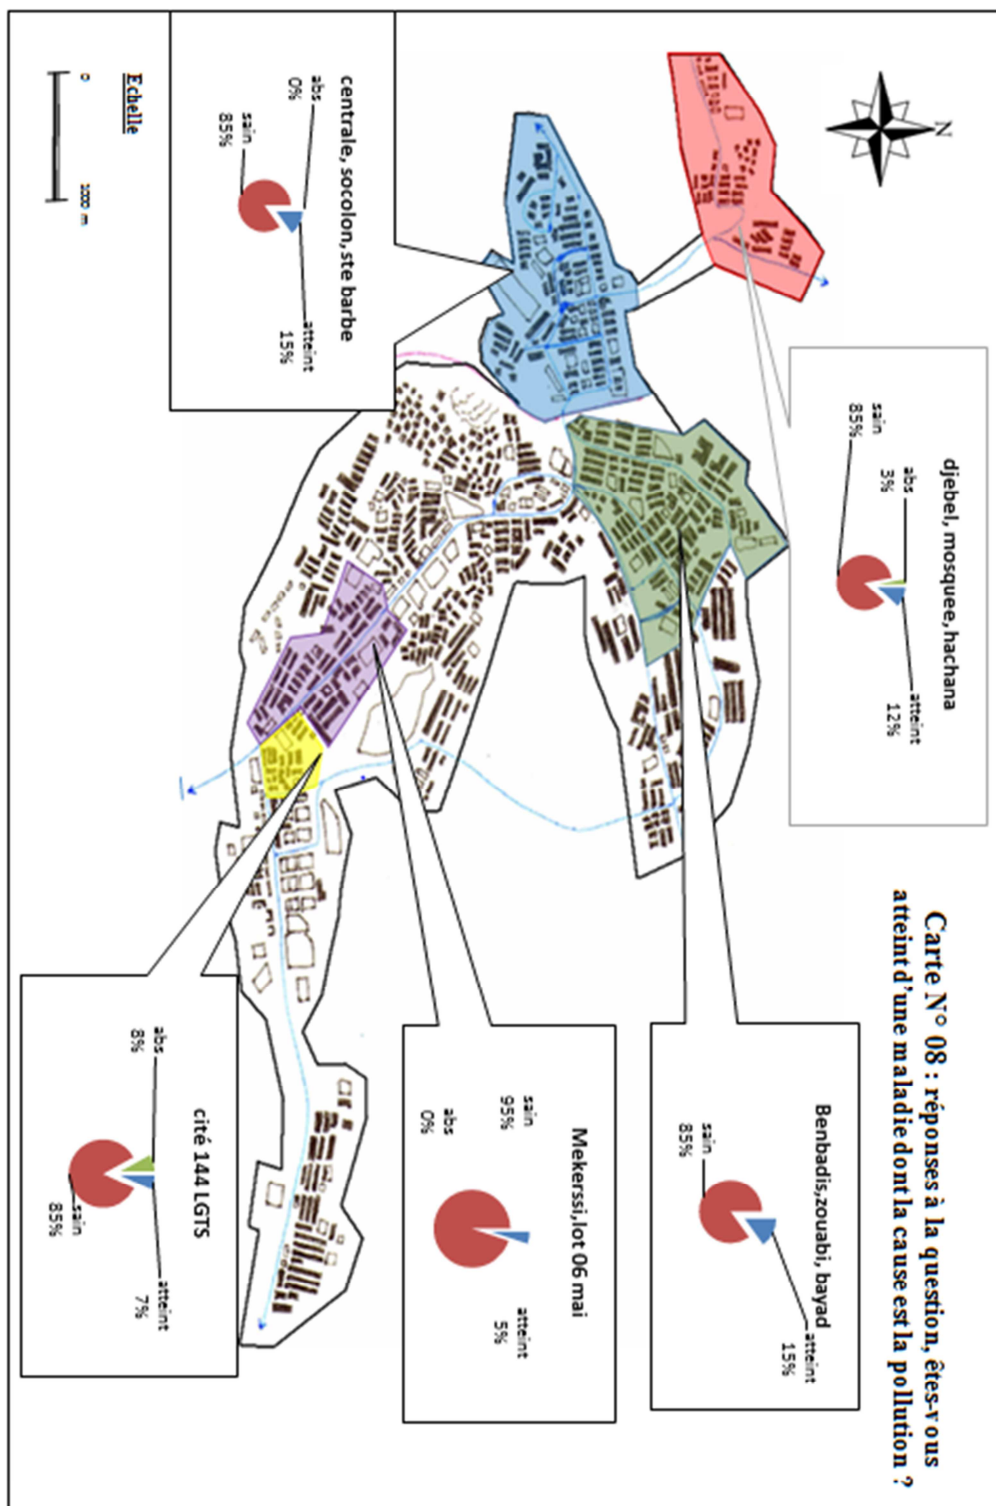 Carte N° 08 : réponses à la question, êtes-vous
atteint d'une maladie dont la cause est la pollution ?
N
djebel, mosquee, hachana
sain
85%
abs
3%
atteint
12%
Benbadis,zouabi, bayad
sain
85%
atteint
15%
Mekerssi,lot 06 mai
sain
95%
abs
0%
atteint
5%
cité 144 LGTS
abs
8%
sain
85%
atteint
7%
centrale, socolon,ste barbe
abs
0%
sain
85%
atteint
15%
Echelle
0
1000 m